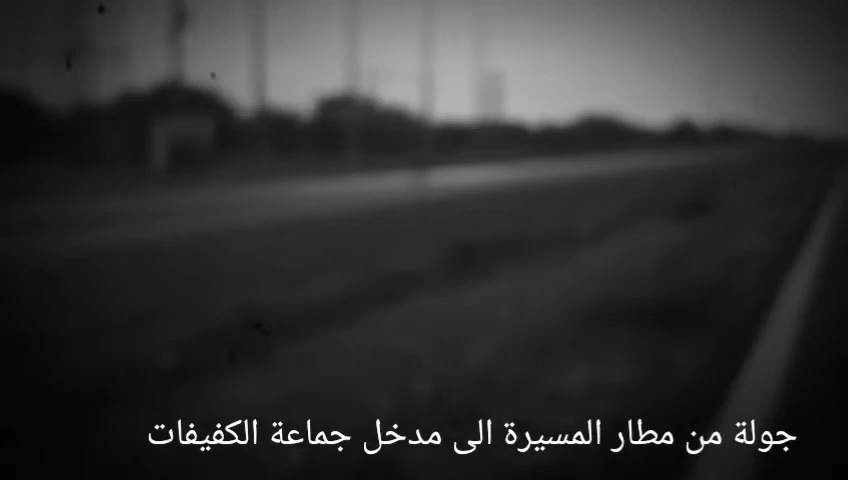 جولة من مطار المسيرة الى مدخل جماعة الكفيفات